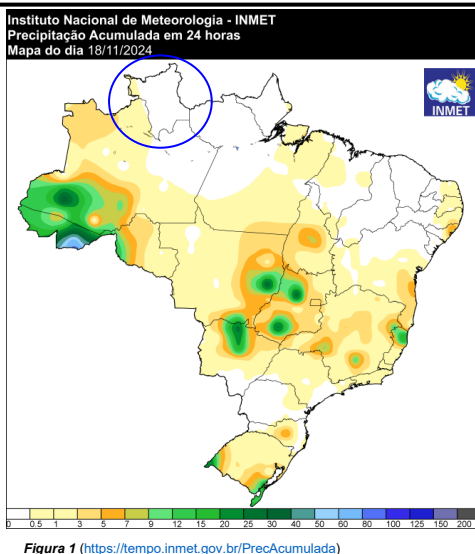 Instituto Nacional de Meteorologia - INMET
Precipitação Acumulada em 24 horas
Mapa do dia 18/11/2024
INMET
0 0.5 1 3 5 7 9 12 15 20 25 30 40 50 60 80 100 125 150 200
Figura 1 (https://tempo.inmet.gov.br/PrecAcumulada)